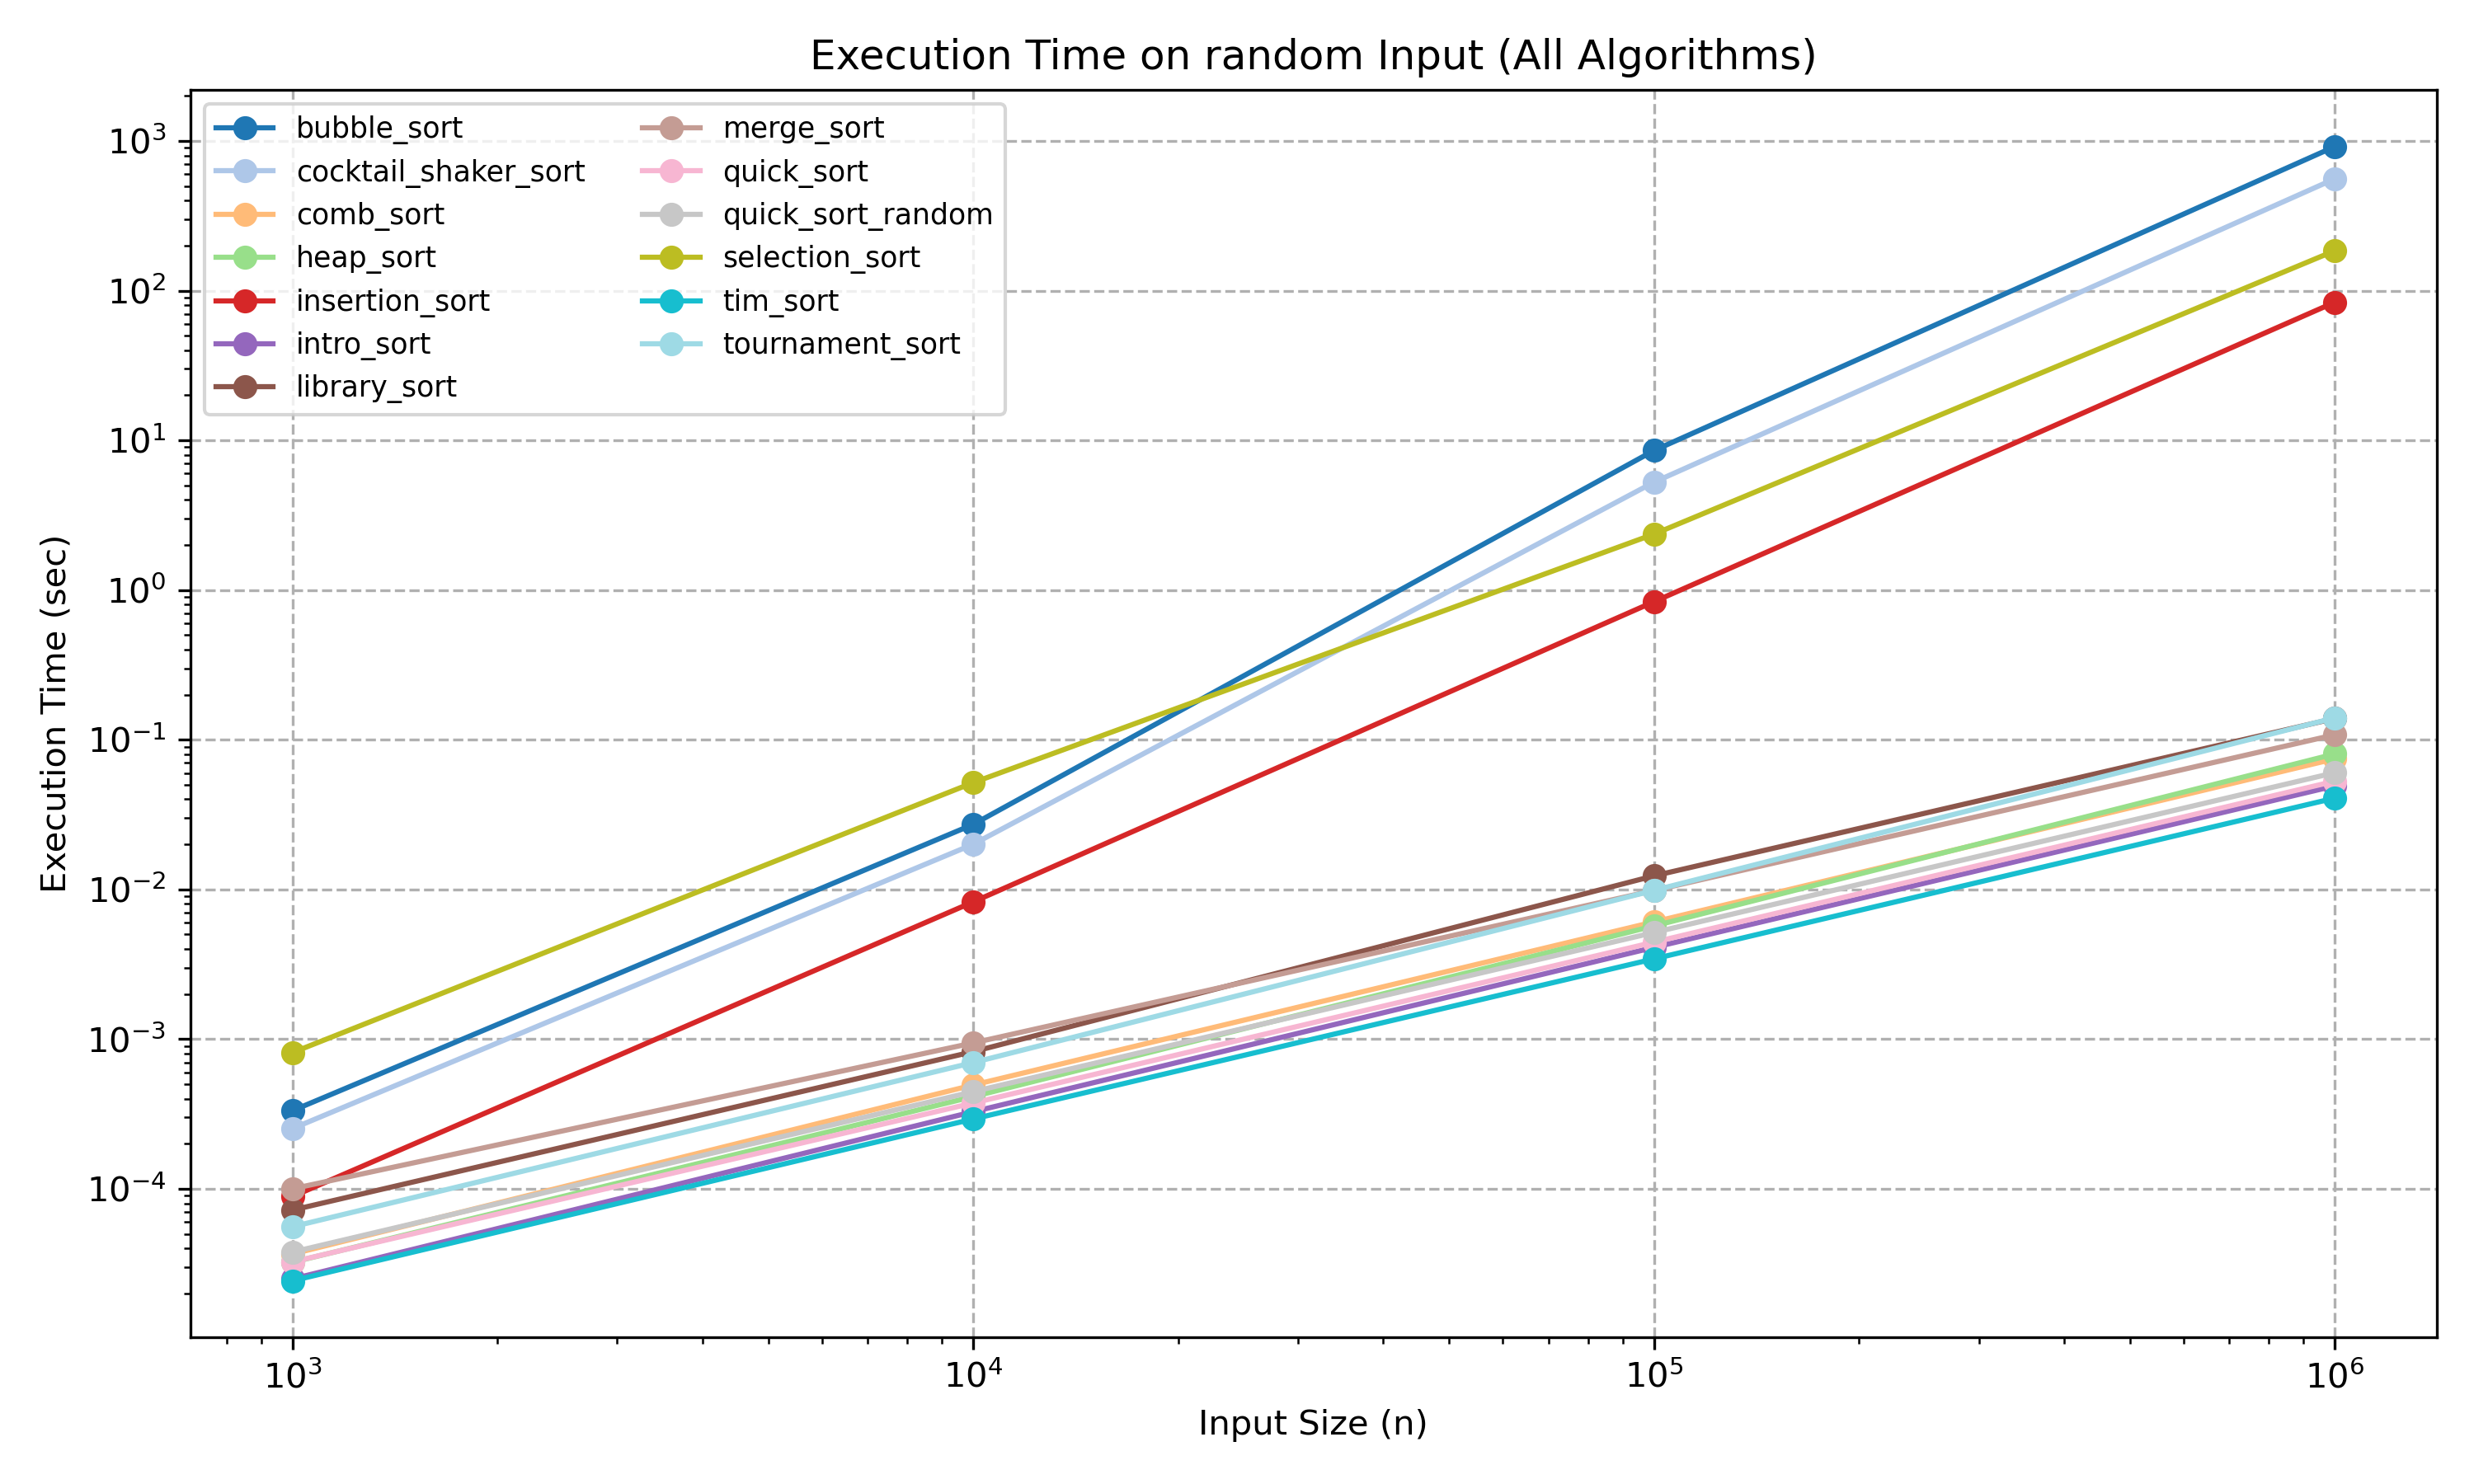 Execution Time on random Input (All Algorithms)
bubble_sort
cocktail_shaker_sort
comb_sort
heap_sort
insertion_sort
intro_sort
library_sort
merge_sort
quick_sort
quick_sort_random
selection_sort
tim_sort
tournament_sort
Execution Time (sec)
10³
10²
10¹
10⁰
10⁻¹
10⁻²
10⁻³
10⁻⁴
10³ 10⁴ 10⁵ 10⁶
Input Size (n)